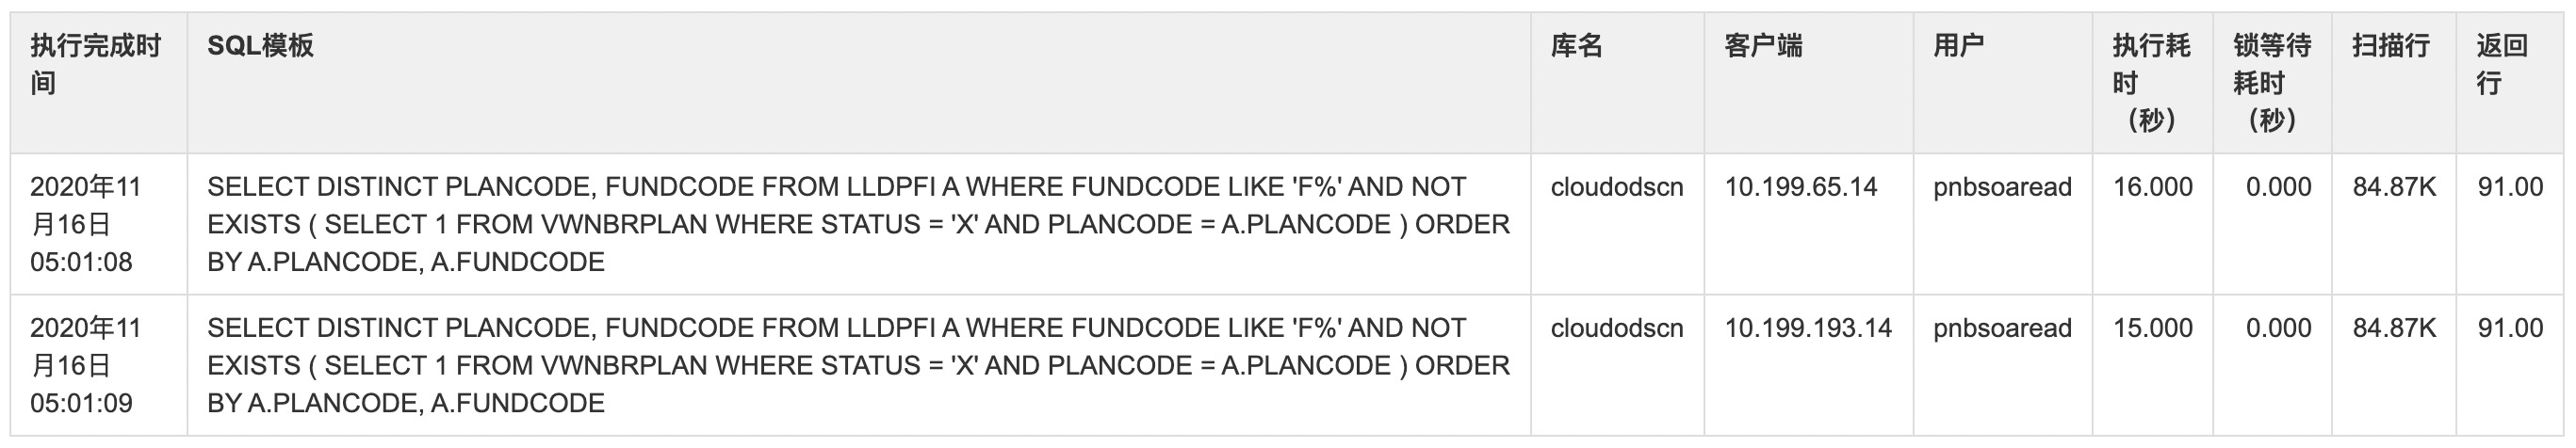 执行完成时间 SQL模板 库名 客户端 用户 执行耗时（秒） 锁等待耗时（秒） 扫描行 返回行
2020年11月16日 05:01:08
SELECT DISTINCT PLANCODE, FUNDCODE FROM LLDPFI A WHERE FUNDCODE LIKE 'F%' AND NOT
EXISTS ( SELECT 1 FROM VWNBRPLAN WHERE STATUS = 'X' AND PLANCODE = A.PLANCODE ) ORDER
BY A.PLANCODE, A.FUNDCODE
cloudodscn 10.199.65.14 pnbsoaread 16.000 0.000 84.87K 91.00
2020年11月16日 05:01:09
SELECT DISTINCT PLANCODE, FUNDCODE FROM LLDPFI A WHERE FUNDCODE LIKE 'F%' AND NOT
EXISTS ( SELECT 1 FROM VWNBRPLAN WHERE STATUS = 'X' AND PLANCODE = A.PLANCODE ) ORDER
BY A.PLANCODE, A.FUNDCODE
cloudodscn 10.199.193.14 pnbsoaread 15.000 0.000 84.87K 91.00